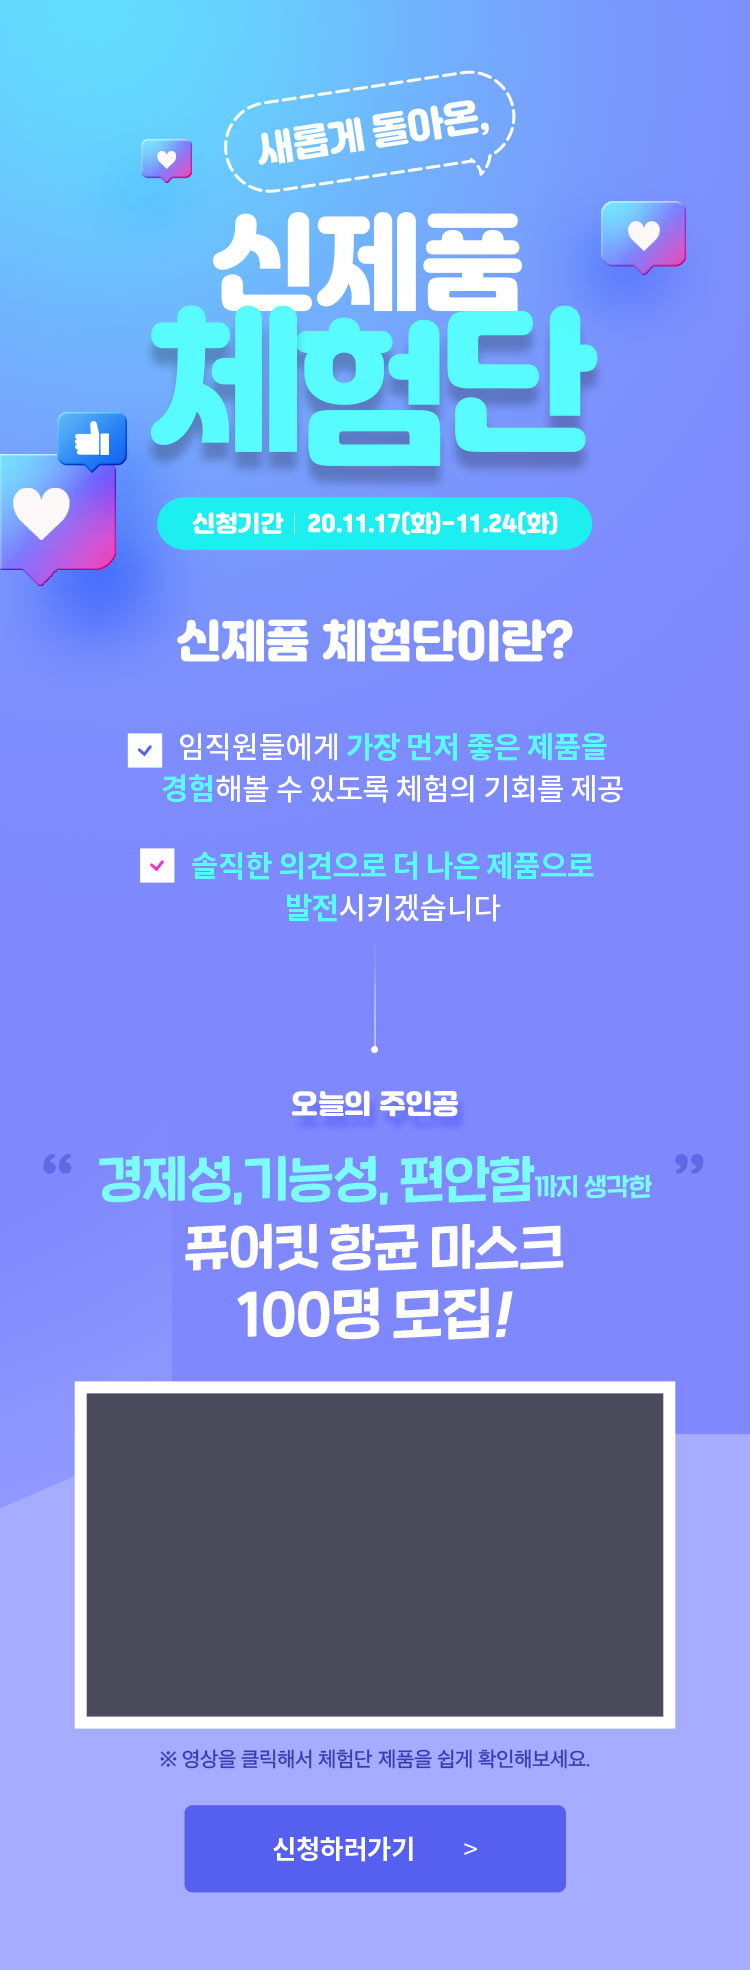 새롭게 돌아온,
신제품
체험단
신청기간 | 20.11.17(화)-11.24(화)
신제품 체험단이란?
임직원들에게 가장 먼저 좋은 제품을
경험해볼 수 있도록 체험의 기회를 제공
솔직한 의견으로 더 나은 제품으로
발전시키겠습니다
오늘의 주인공
“ 경제성,기능성, 편안함까지 생각한 ”
퓨어킷 항균 마스크
100명 모집!
※ 영상을 클릭해서 체험단 제품을 쉽게 확인해보세요.
신청하러가기 >